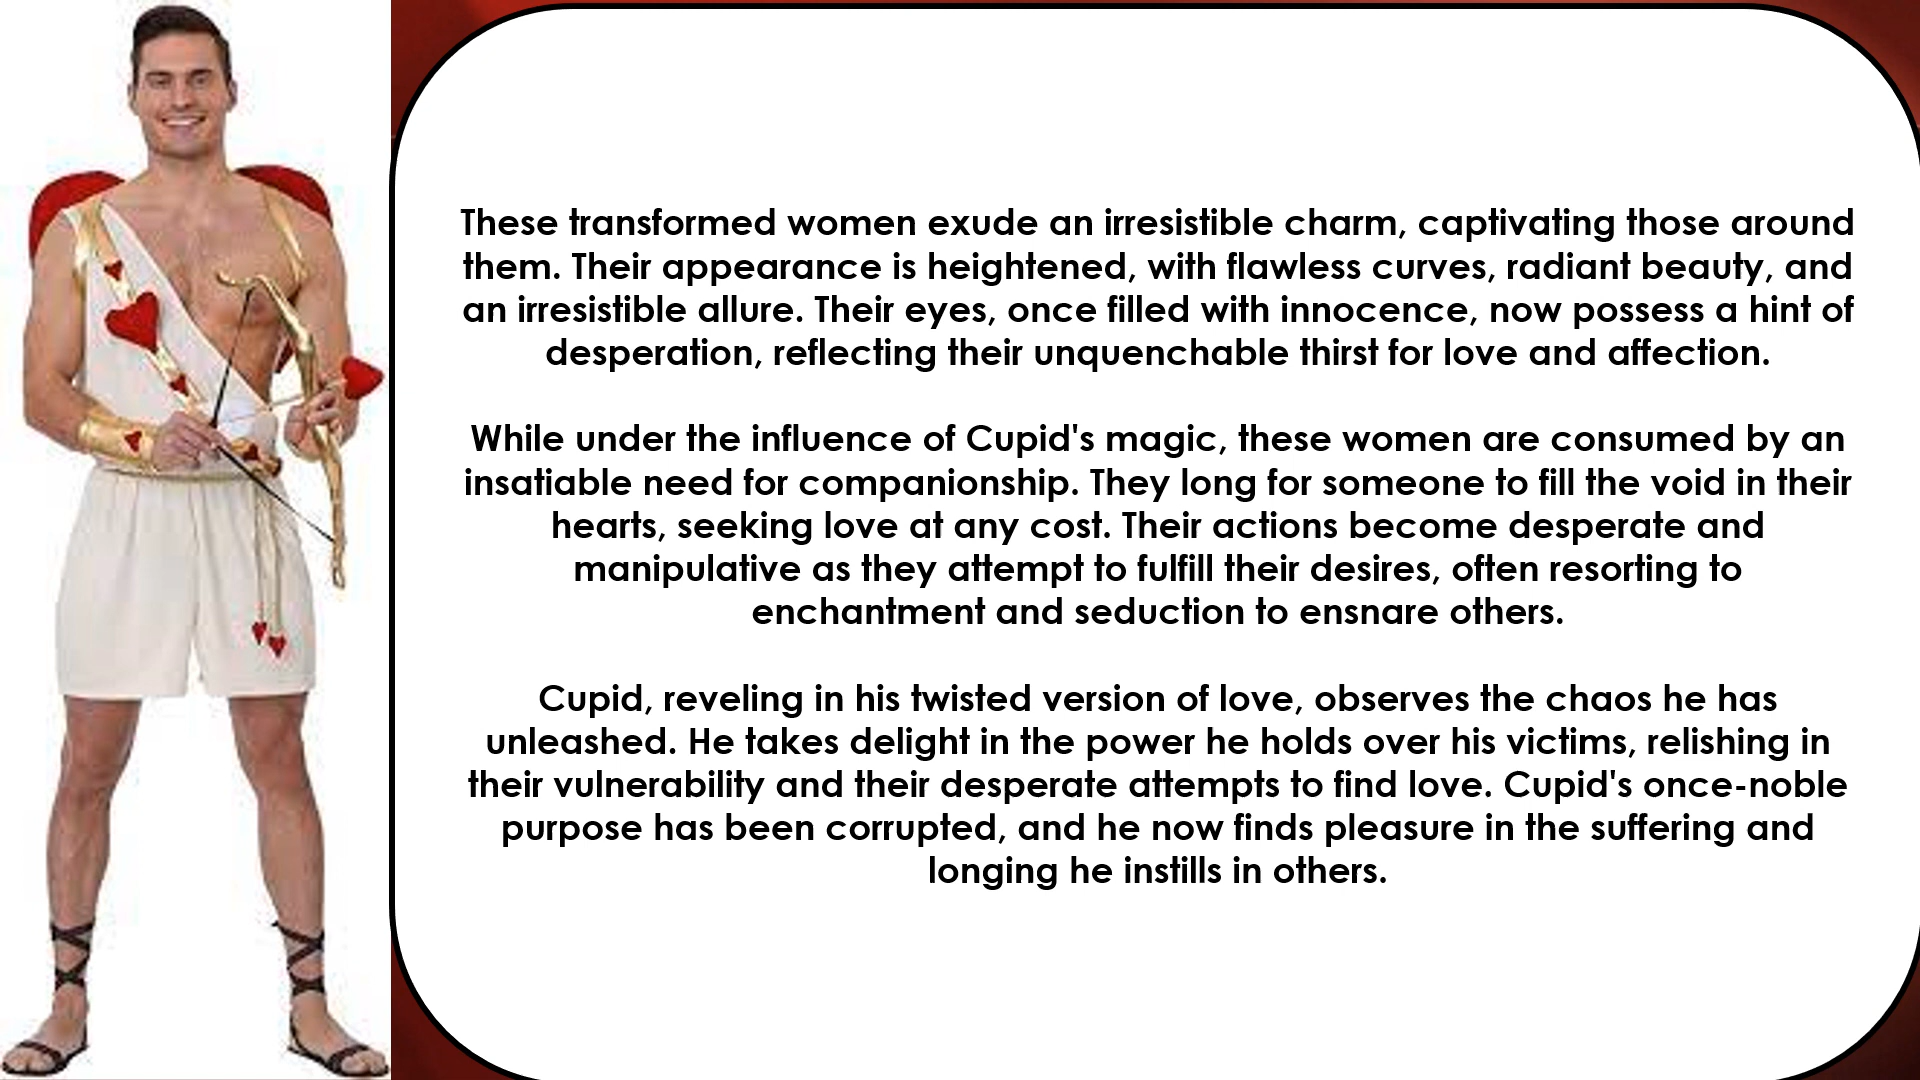 These transformed women exude an irresistible charm, captivating those around
them. Their appearance is heightened, with flawless curves, radiant beauty, and
an irresistible allure. Their eyes, once filled with innocence, now possess a hint of
desperation, reflecting their unquenchable thirst for love and affection.
While under the influence of Cupid's magic, these women are consumed by an
insatiable need for companionship. They long for someone to fill the void in their
hearts, seeking love at any cost. Their actions become desperate and
manipulative as they attempt to fulfill their desires, often resorting to
enchantment and seduction to ensnare others.
Cupid, reveling in his twisted version of love, observes the chaos he has
unleashed. He takes delight in the power he holds over his victims, relishing in
their vulnerability and their desperate attempts to find love. Cupid's once-noble
purpose has been corrupted, and he now finds pleasure in the suffering and
longing he instills in others.